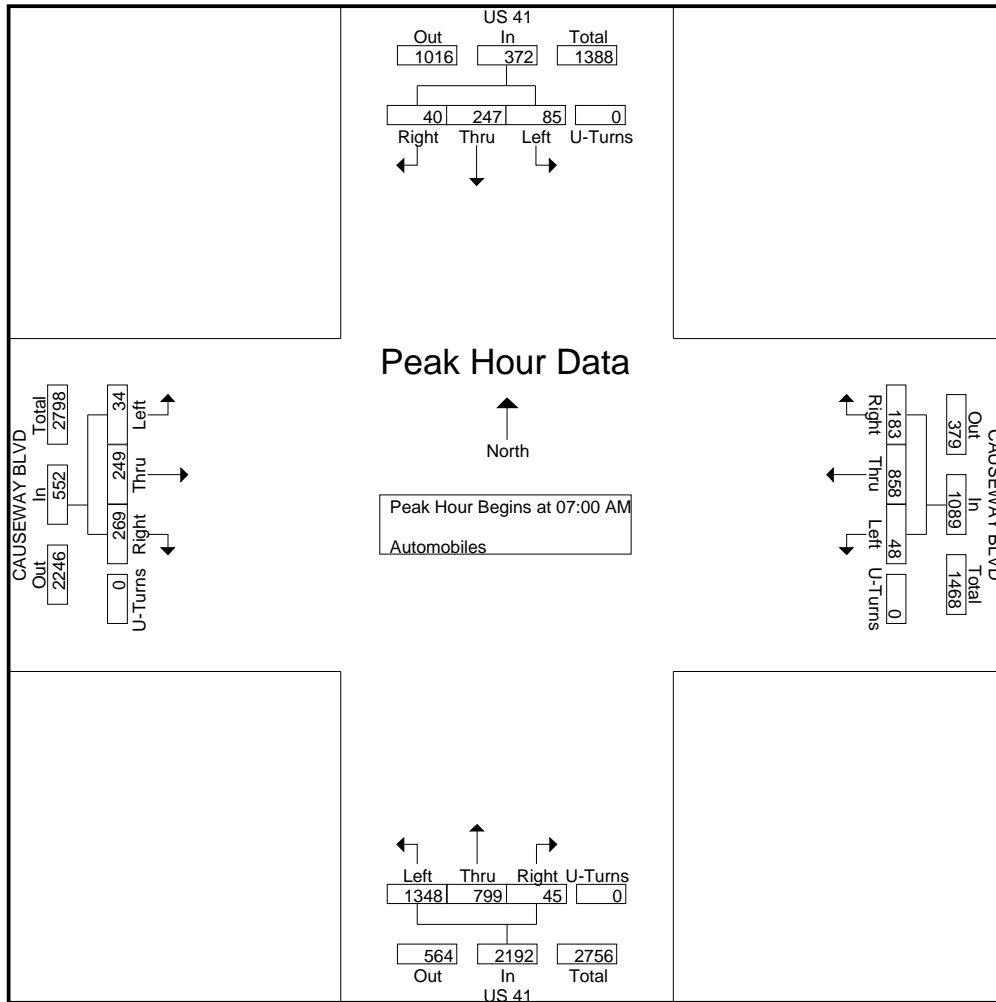 US 41
Out In Total
1016 372 1388
40 247 85 0
Right Thru Left U-Turns
Peak Hour Data
North
Peak Hour Begins at 07:00 AM
Automobiles
CAUSEWAY BLVD
Total In Out
2798 552 2246
34 249 269 0
Left Thru Right U-Turns
CAUSEWAY BLVD
Out In Total
379 1089 1468
183 858 48 0
Right Thru Left U-Turns
Left Thru Right U-Turns
1348 799 45 0
564 2192 2756
Out In Total
US 41